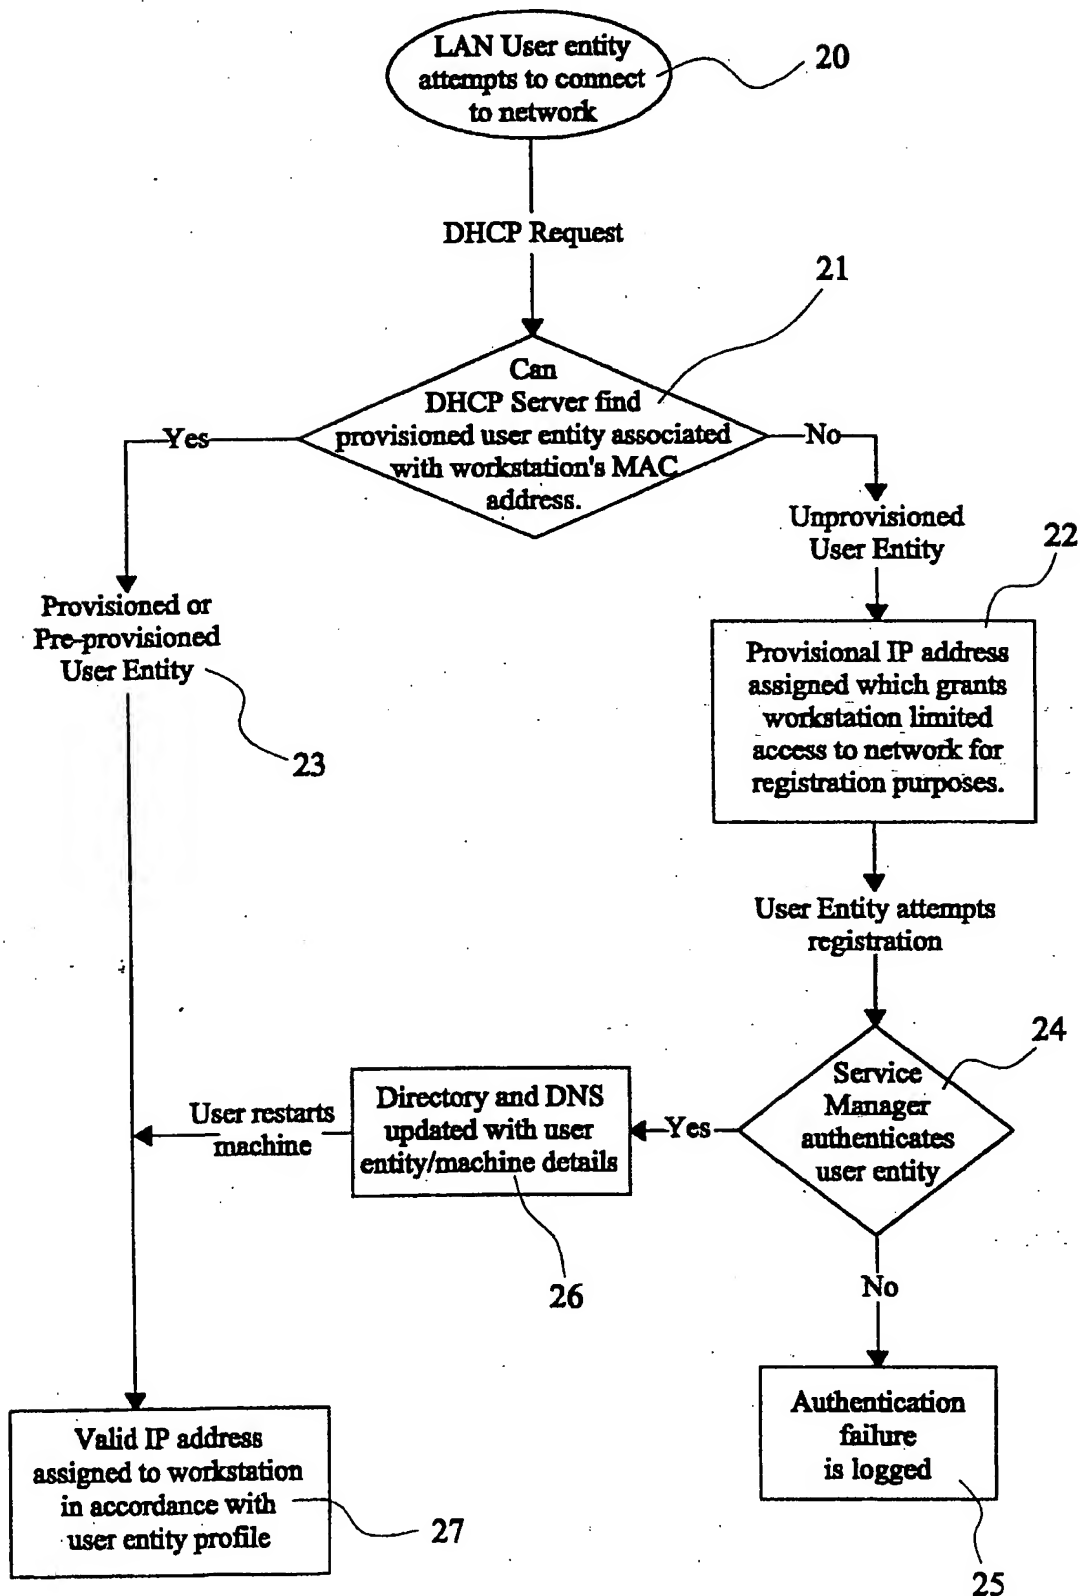 LAN User entity
attempts to connect
to network
20
DHCP Request
21
Can
DHCP Server find
provisioned user entity associated
with workstation's MAC
address.
Yes
No
Unprovisioned
User Entity
22
Provisioned or
Pre-provisioned
User Entity
23
Provisional IP address
assigned which grants
workstation limited
access to network for
registration purposes.
User Entity attempts
registration
24
Service
Manager
authenticates
user entity
Yes
Directory and DNS
updated with user
entity/machine details
26
User restarts
machine
No
Authentication
failure
is logged
25
Valid IP address
assigned to workstation
in accordance with
user entity profile
27